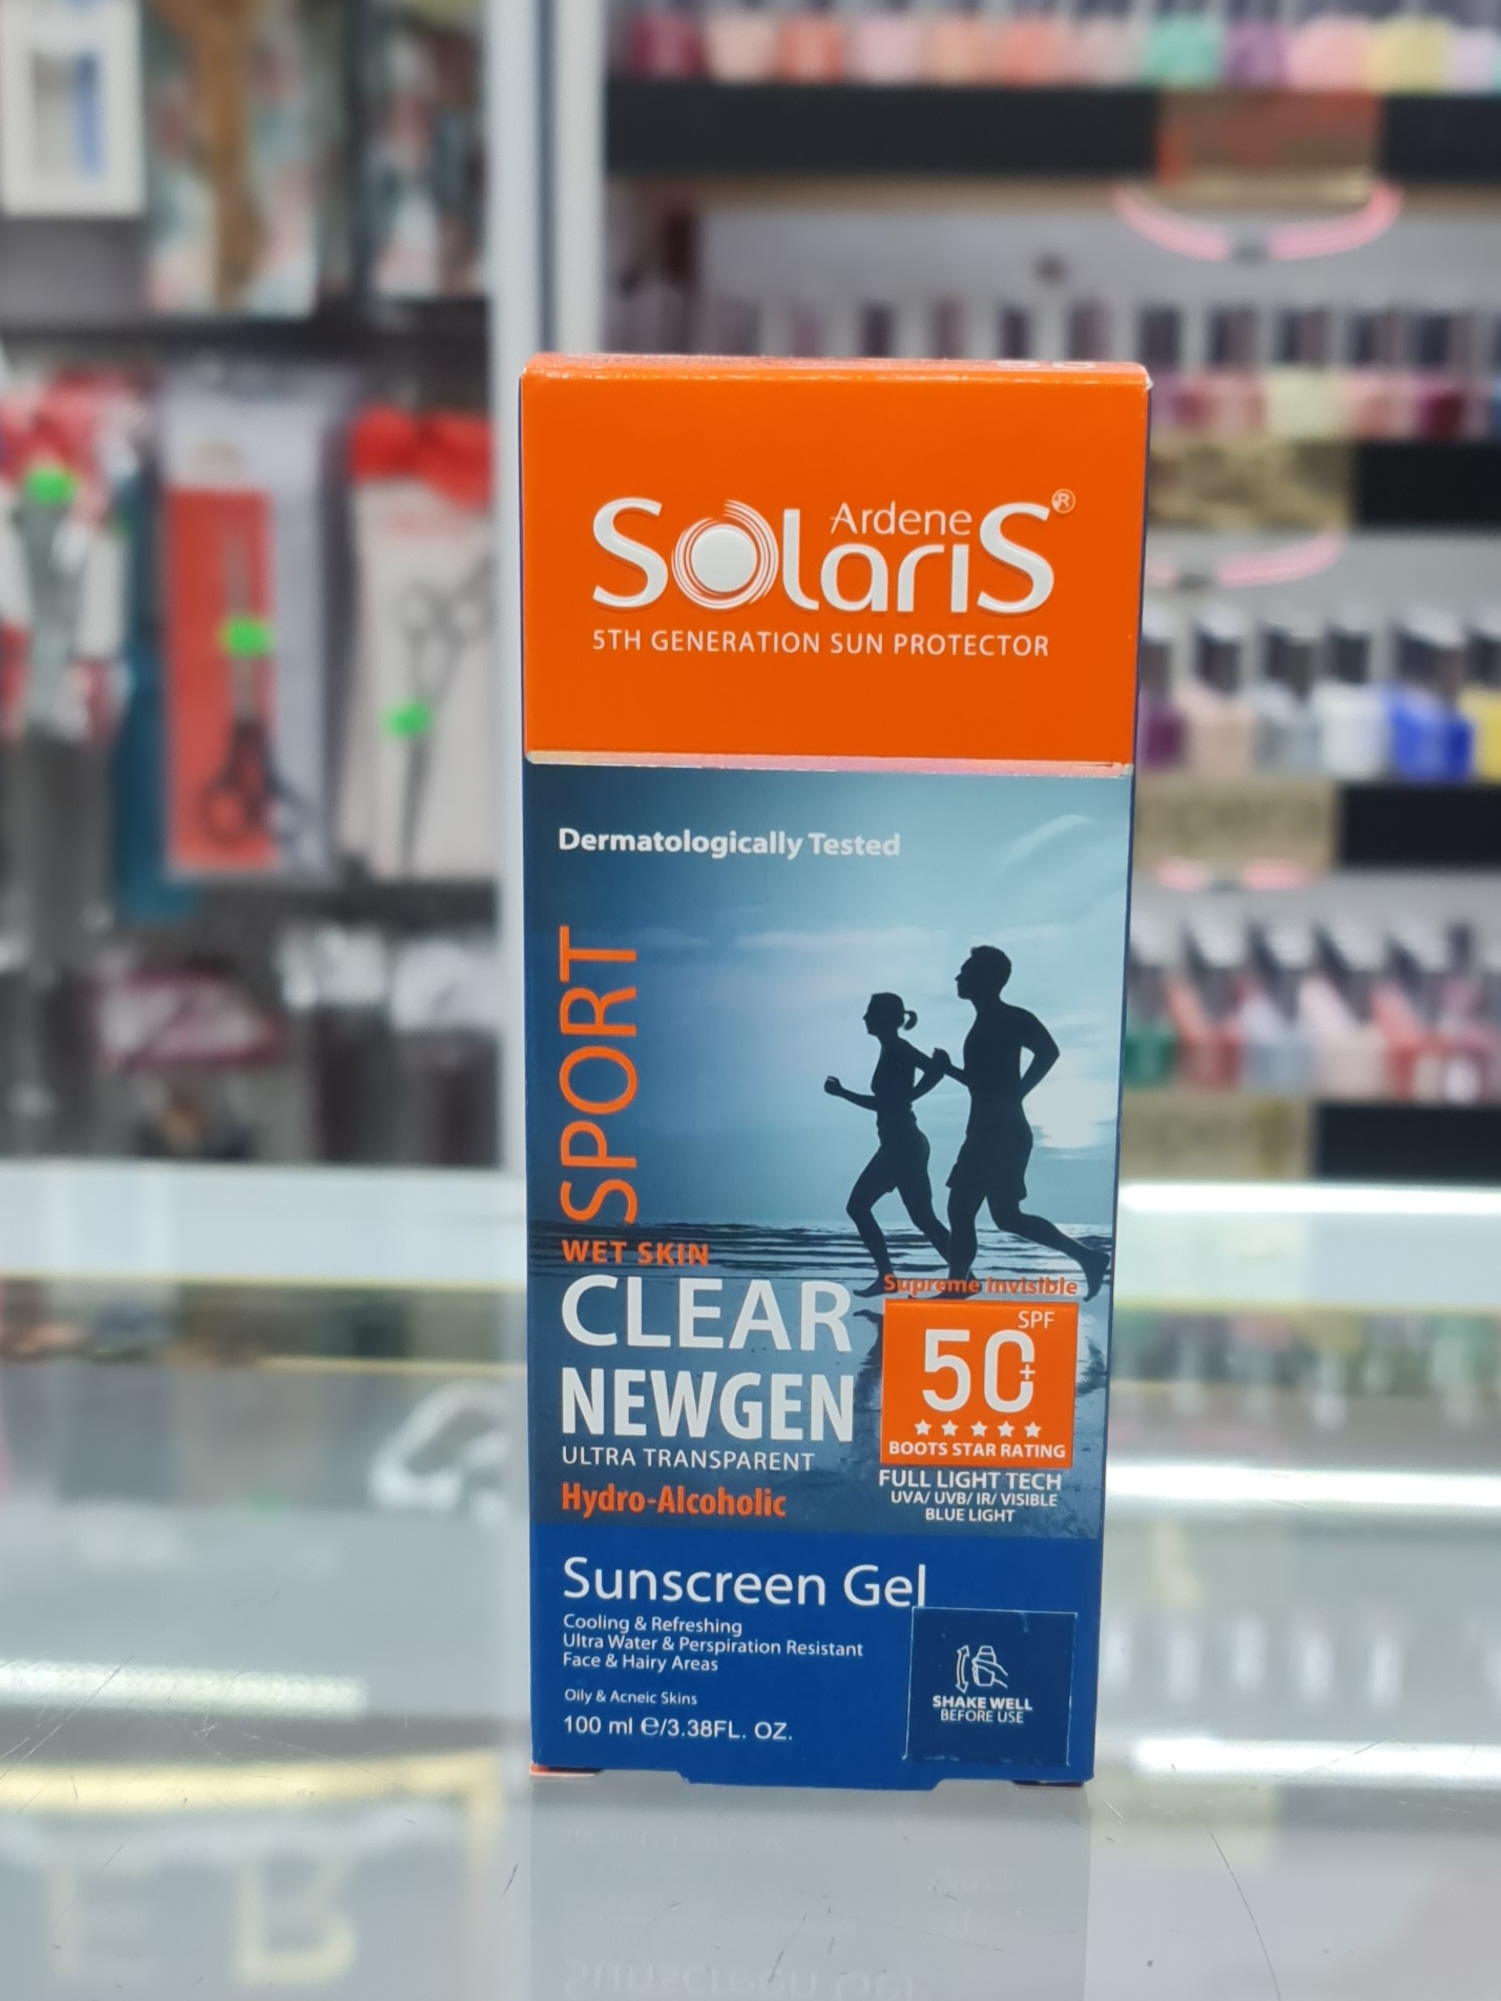 Ardene
SOlariS®
5TH GENERATION SUN PROTECTOR
Dermatologically Tested
SPORT
WET SKIN
CLEAR
NEWGEN
ULTRA TRANSPARENT
Hydro-Alcoholic
Supreme Invisible
SPF
50+
BOOTS STAR RATING
FULL LIGHT TECH
UVA/ UVB/ IR/ VISIBLE
BLUE LIGHT
Sunscreen Gel
Cooling & Refreshing
Ultra Water & Perspiration Resistant
Face & Hairy Areas
Oily & Acneic Skins
100 ml ℮/3.38FL. OZ.
SHAKE WELL
BEFORE USE